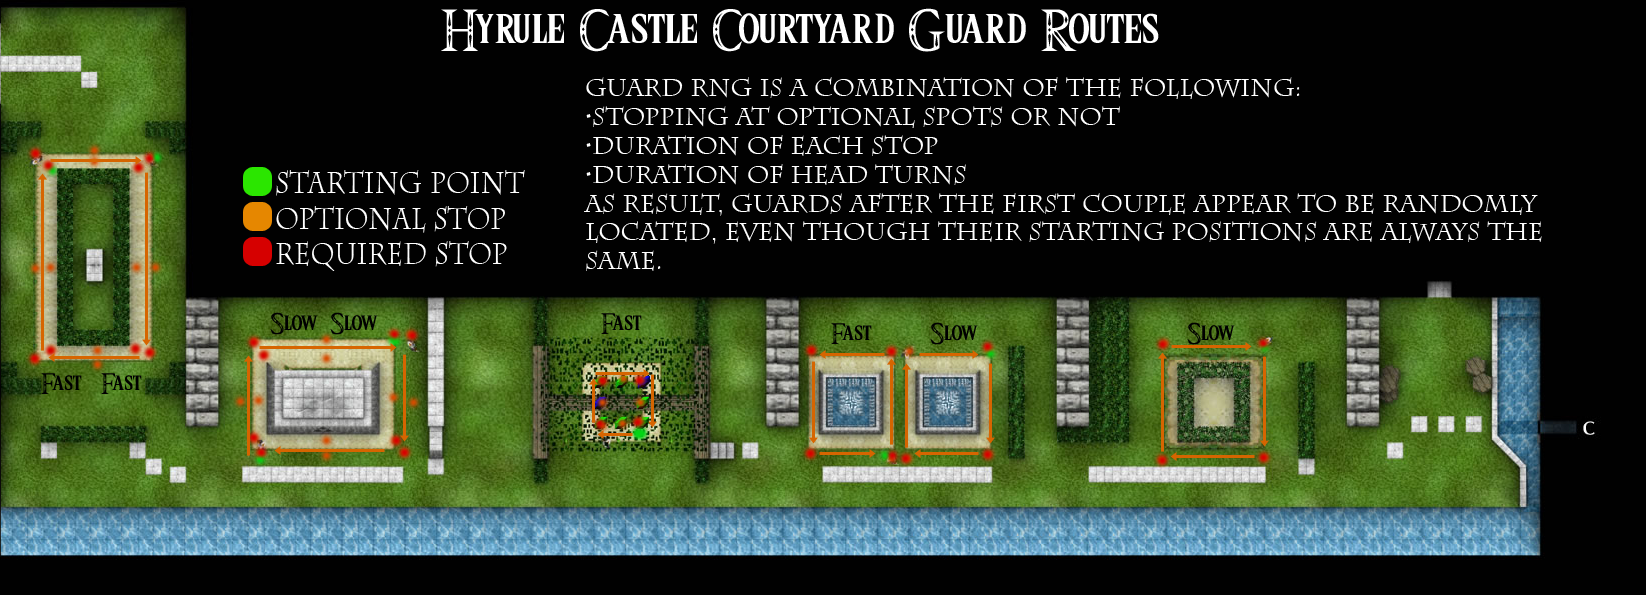 Hyrule Castle Courtyard Guard Routes
GUARD RNG IS A COMBINATION OF THE FOLLOWING:
·STOPPING AT OPTIONAL SPOTS OR NOT
·DURATION OF EACH STOP
·DURATION OF HEAD TURNS
AS RESULT, GUARDS AFTER THE FIRST COUPLE APPEAR TO BE RANDOMLY
LOCATED, EVEN THOUGH THEIR STARTING POSITIONS ARE ALWAYS THE
SAME.
STARTING POINT
OPTIONAL STOP
REQUIRED STOP
Slow Slow
Fast
Fast Slow
Slow
Fast Fast
C